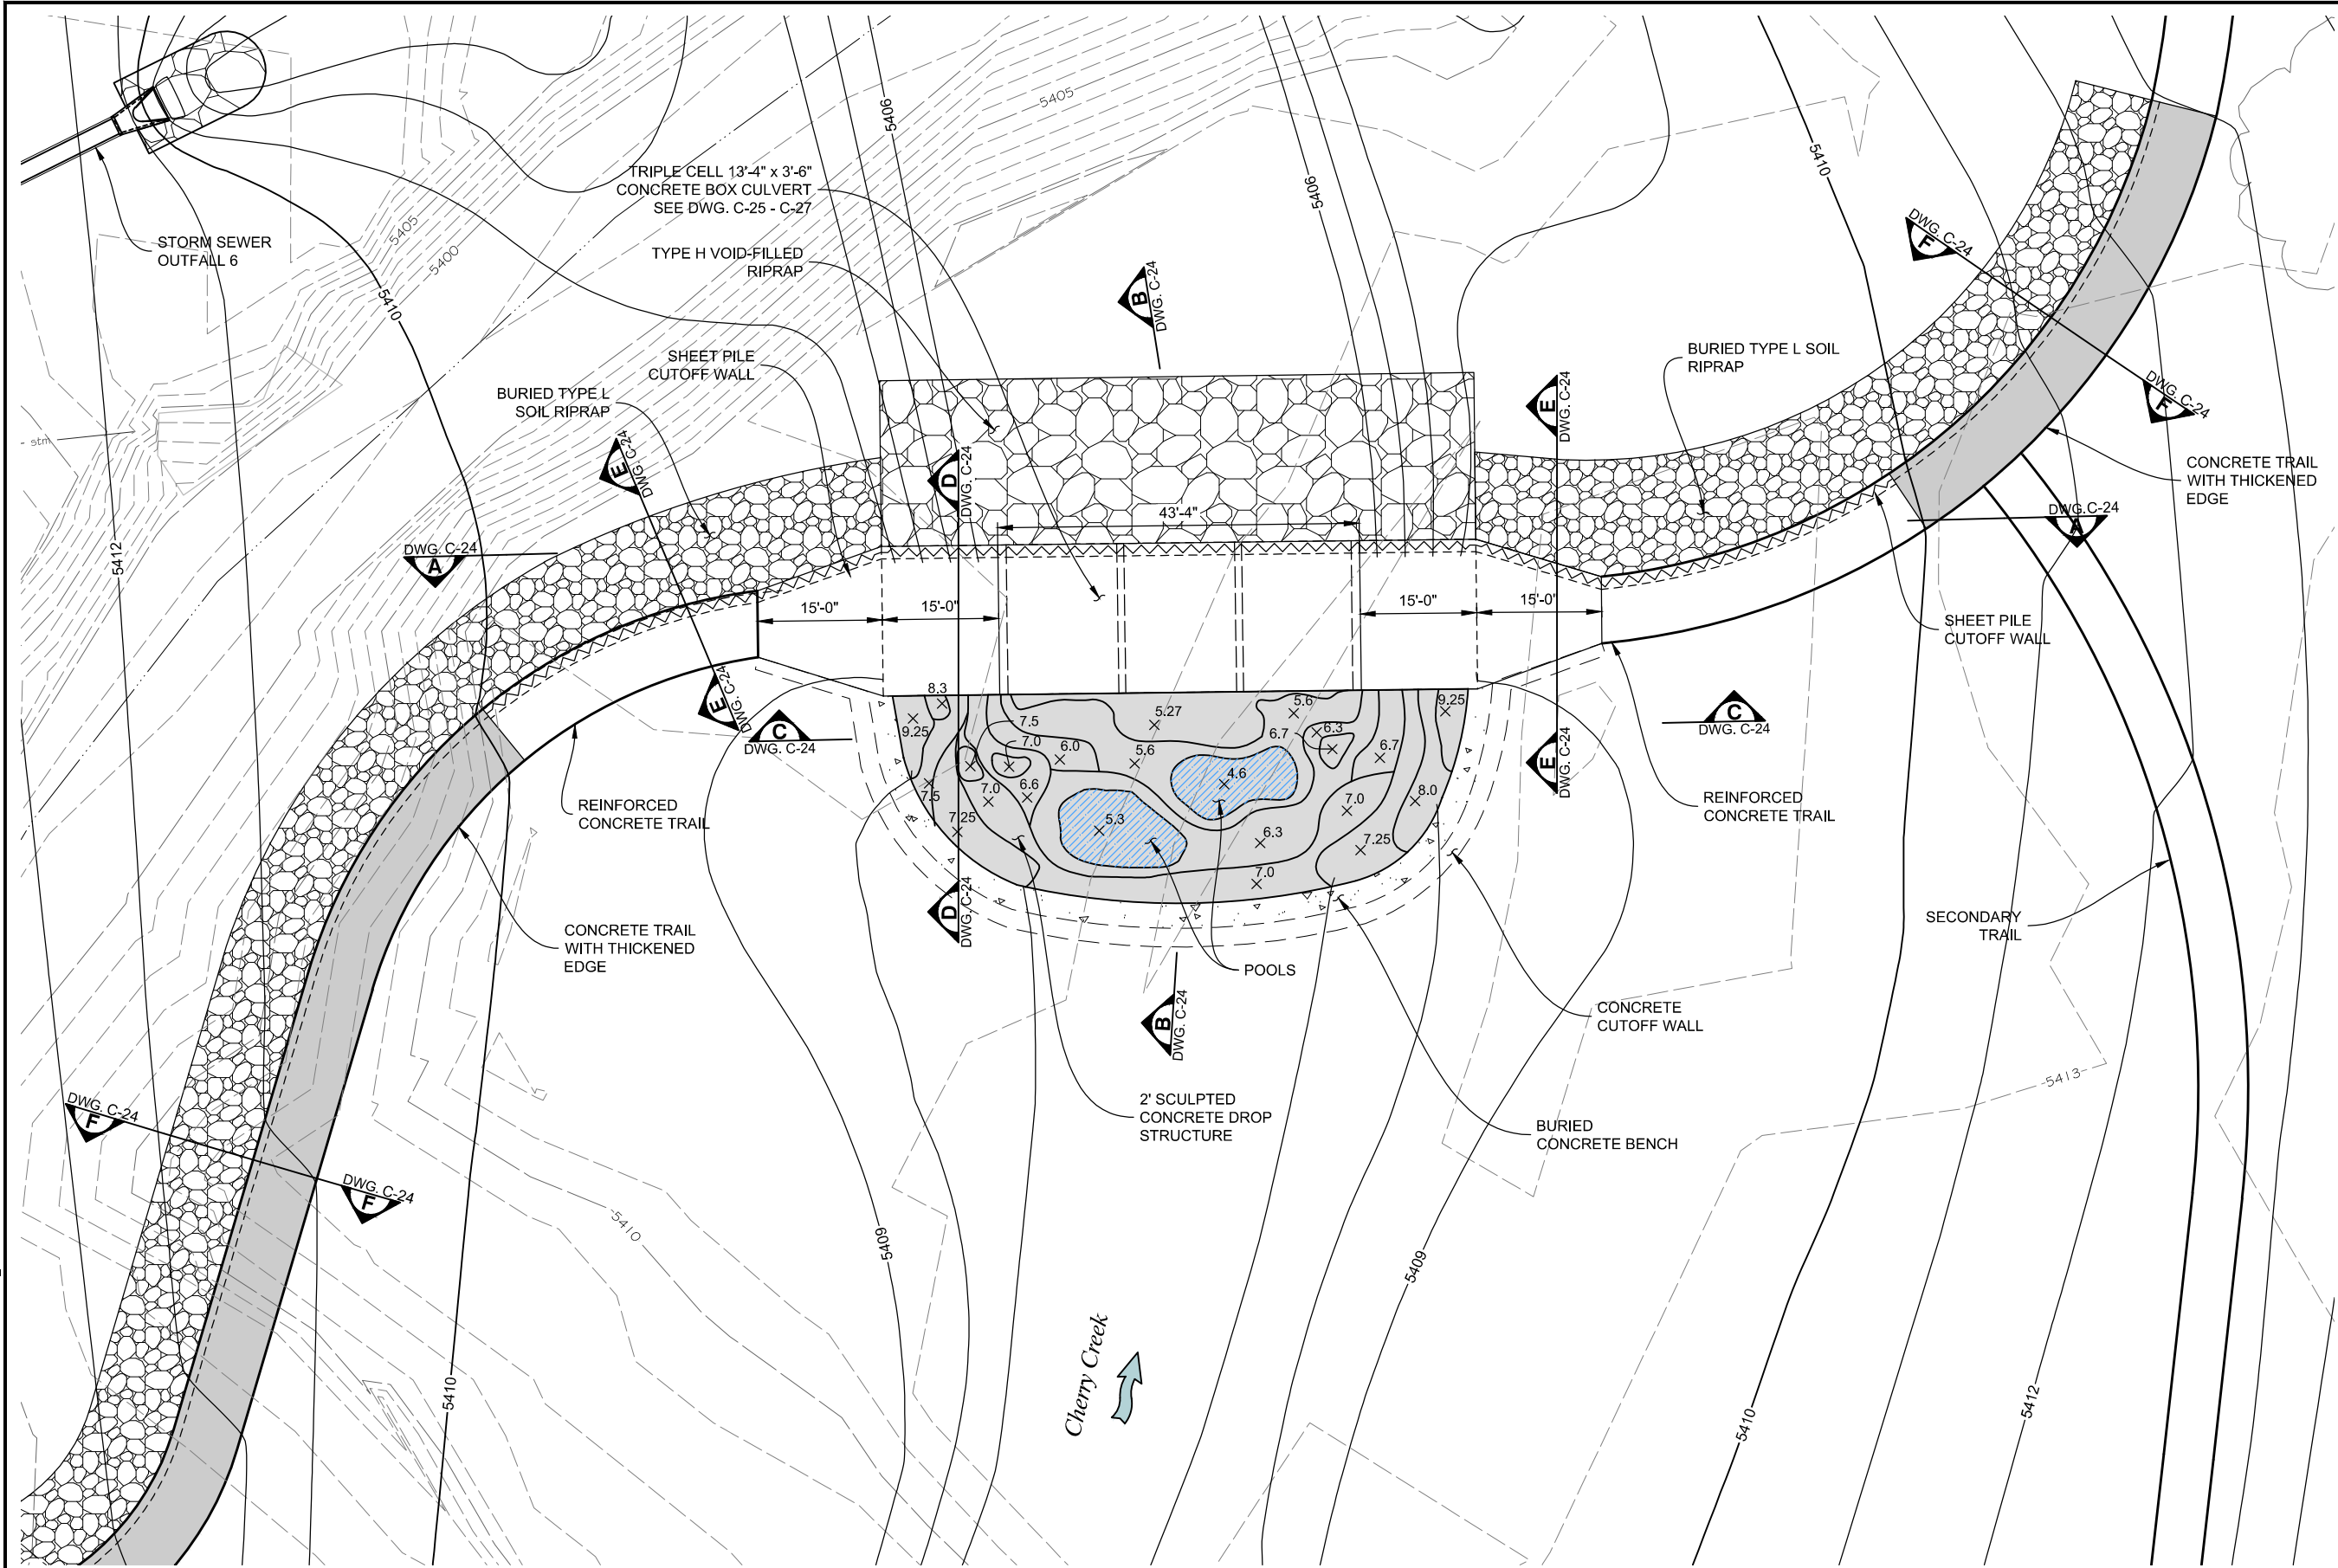 5406
5405
TRIPLE CELL 13'-4" x 3'-6"
CONCRETE BOX CULVERT
SEE DWG. C-25 - C-27
5406
5410
STORM SEWER
OUTFALL 6
5405
5400
TYPE H VOID-FILLED
RIPRAP
B
DWG. C-24
DWG. C-24
F
5410
SHEET PILE
CUTOFF WALL
BURIED TYPE L SOIL
RIPRAP
BURIED TYPE L
SOIL RIPRAP
E
DWG. C-24
DWG. C-24
F
stm
E
DWG. C-24
D
DWG. C-24
CONCRETE TRAIL
WITH THICKENED
EDGE
43'-4"
DWG. C-24
A
DWG. C-24
A
5412
15'-0"
15'-0"
15'-0"
15'-0"
SHEET PILE
CUTOFF WALL
E
DWG. C-24
C
DWG. C-24
C
DWG. C-24
8.3
9.25
7.5
7.0
6.0
5.27
5.6
5.6
6.7
6.3
6.7
9.25
4.6
7.5
7.0
6.6
7.25
5.3
7.0
8.0
6.3
7.25
7.0
E
DWG. C-24
REINFORCED
CONCRETE TRAIL
REINFORCED
CONCRETE TRAIL
D
DWG. C-24
CONCRETE TRAIL
WITH THICKENED
EDGE
SECONDARY
TRAIL
POOLS
B
DWG. C-24
CONCRETE
CUTOFF WALL
2' SCULPTED
CONCRETE DROP
STRUCTURE
BURIED
CONCRETE BENCH
5413
DWG. C-24
F
DWG. C-24
F
5410
5409
5409
Cherry Creek
5410
5410
5412